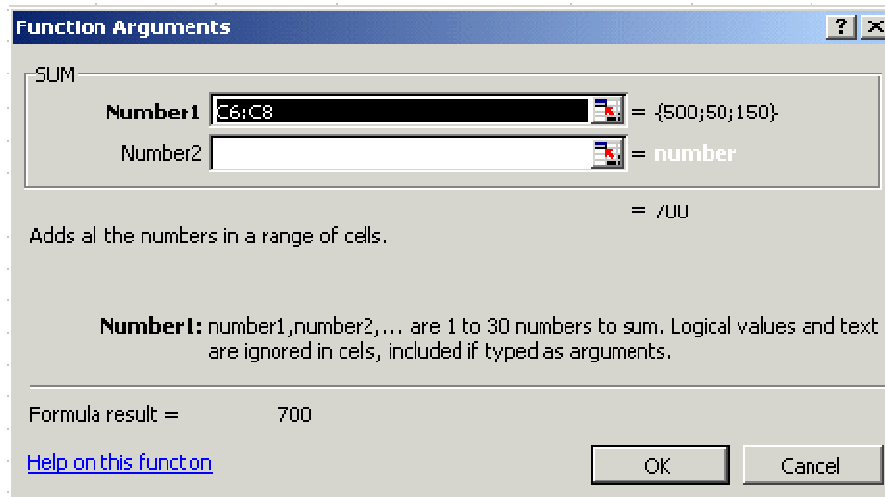 Function Arguments
SUM
Number1 C6:C8 = {500;50;150}
Number2 = number
= 700
Adds al the numbers in a range of cells.
Number1: number1,number2,... are 1 to 30 numbers to sum. Logical values and text
are ignored in cels, included if typed as arguments.
Formula result = 700
Help on this functon
OK Cancel